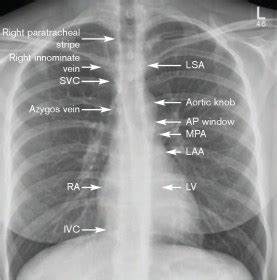 L
46
Right paratracheal
stripe
Right innominate
vein
SVC
Azygos vein
RA
IVC
LSA
Aortic knob
AP window
MPA
LAA
LV